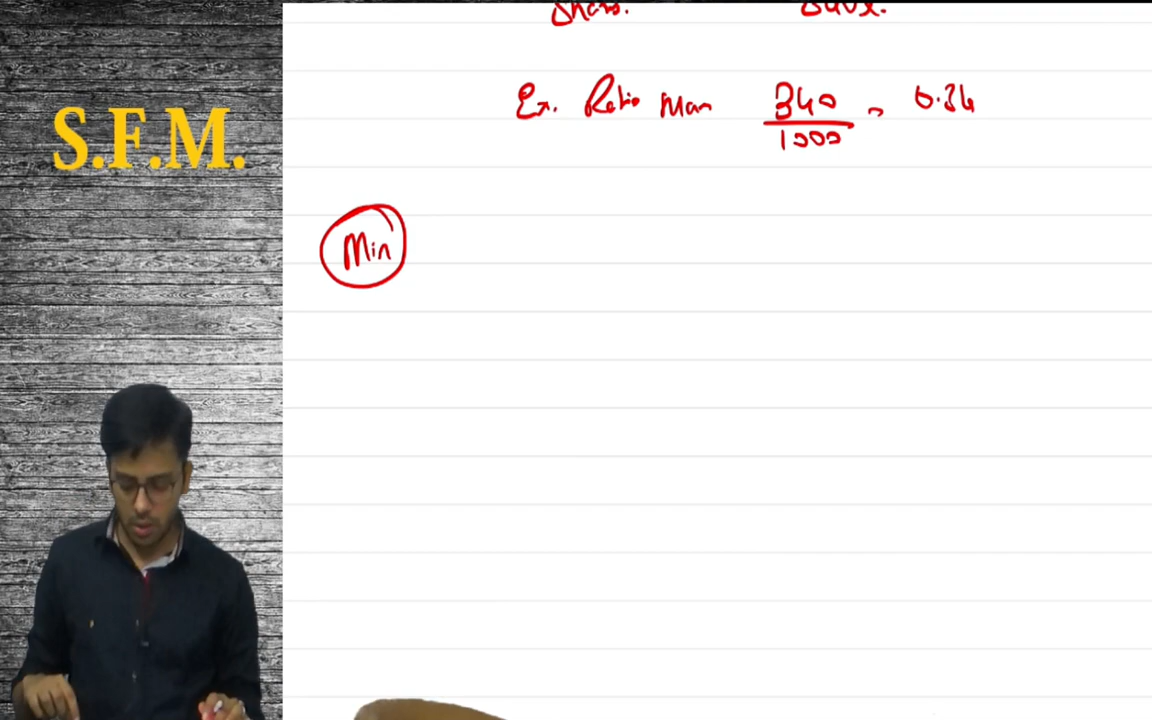 S.F.M.
Ex. Ratio Max 340/1000 = 0.34
Min